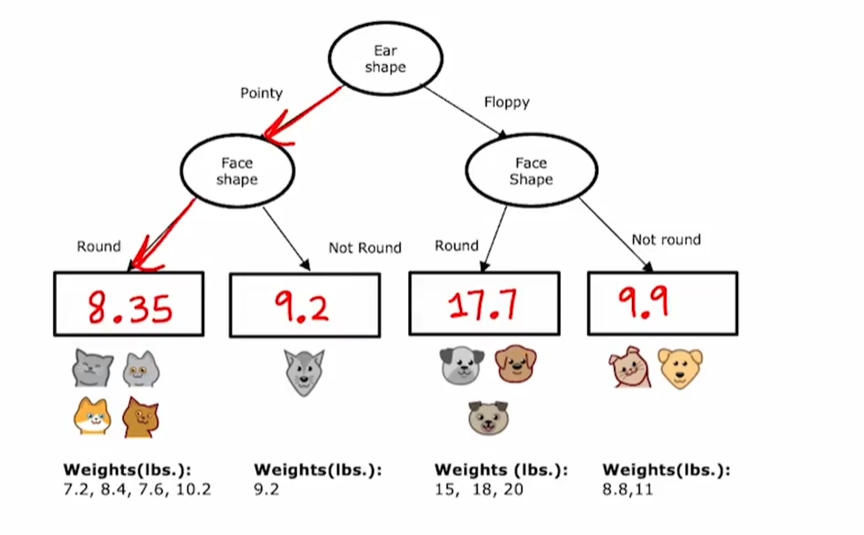 Ear
shape
Pointy
Floppy
Face
shape
Face
Shape
Round
Not Round
Round
Not round
8.35
9.2
17.7
9.9
Weights(lbs.):
7.2, 8.4, 7.6, 10.2
Weights(lbs.):
9.2
Weights (lbs.):
15, 18, 20
Weights(lbs.):
8.8,11